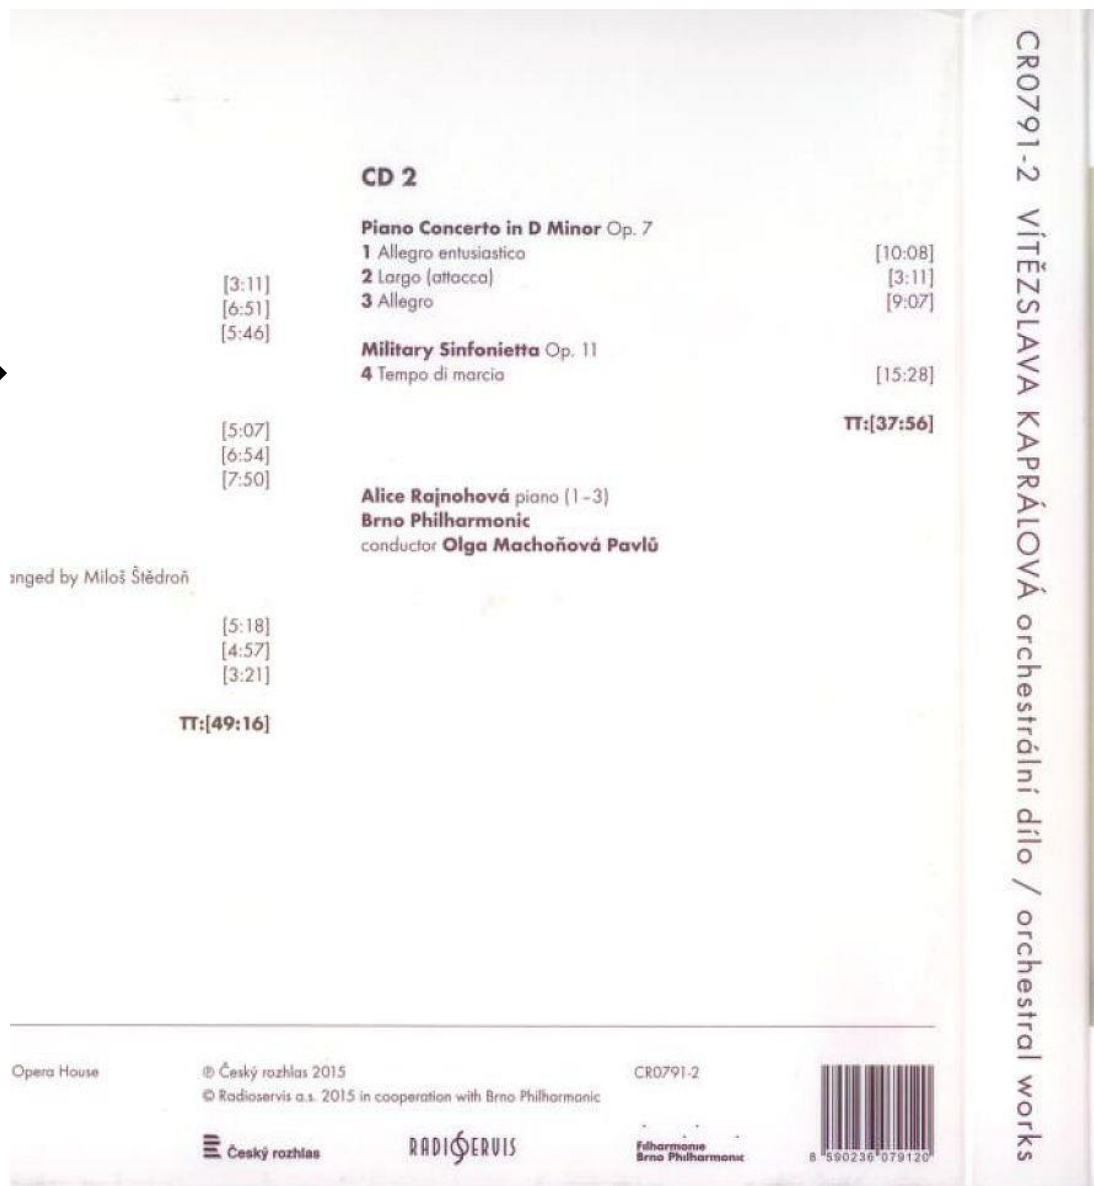 [3:11]
[6:51]
[5:46]
[5:07]
[6:54]
[7:50]
anged by Miloš Štědroň
[5:18]
[4:57]
[3:21]
TT:[49:16]
CD 2
Piano Concerto in D Minor Op. 7
1 Allegro entusiastico [10:08]
2 Largo (attacca) [3:11]
3 Allegro [9:07]
Military Sinfonietta Op. 11
4 Tempo di marcia [15:28]
TT:[37:56]
Alice Rajnohová piano (1–3)
Brno Philharmonic
conductor Olga Machoňová Pavlů
Opera House
℗ Český rozhlas 2015
© Radioservis a.s. 2015 in cooperation with Brno Philharmonic
CR0791-2
Český rozhlas
RADIOSERVIS
Filharmonie
Brno Philharmonic
8 590236 079120
CR0791-2 VÍTĚZSLAVA KAPRÁLOVÁ orchestrální dílo / orchestral works